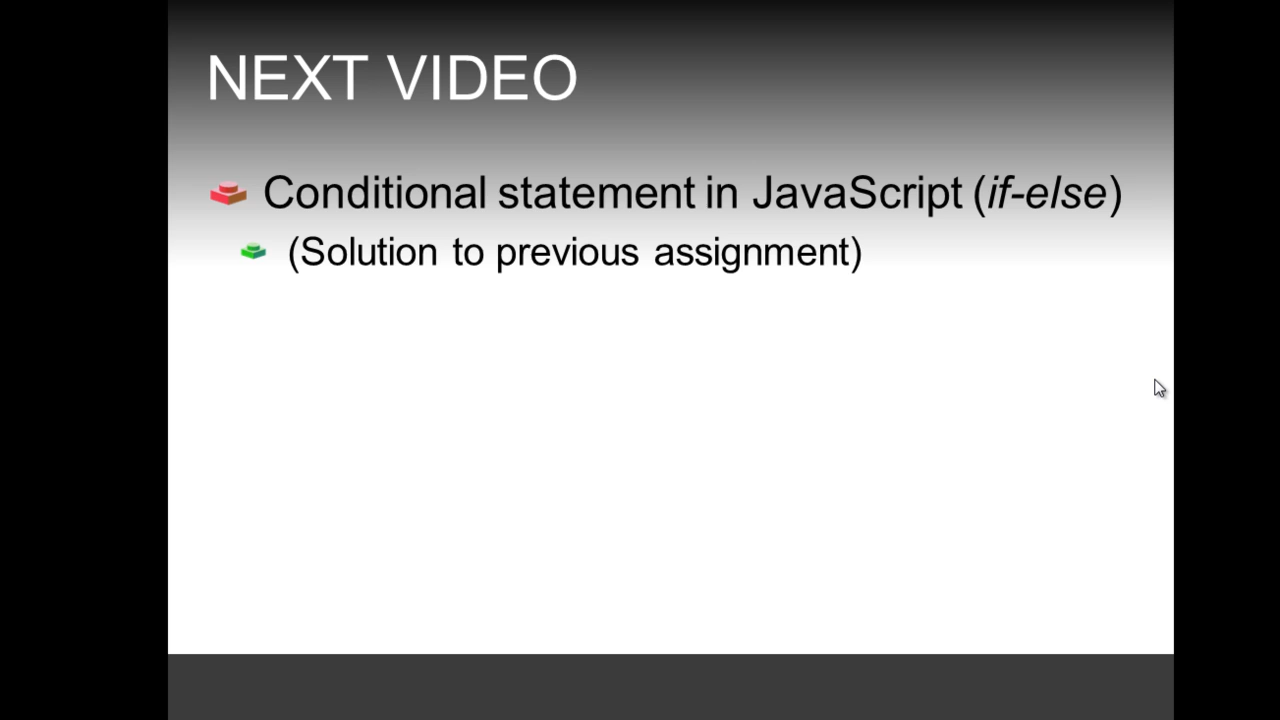 NEXT VIDEO
Conditional statement in JavaScript (if-else)
(Solution to previous assignment)